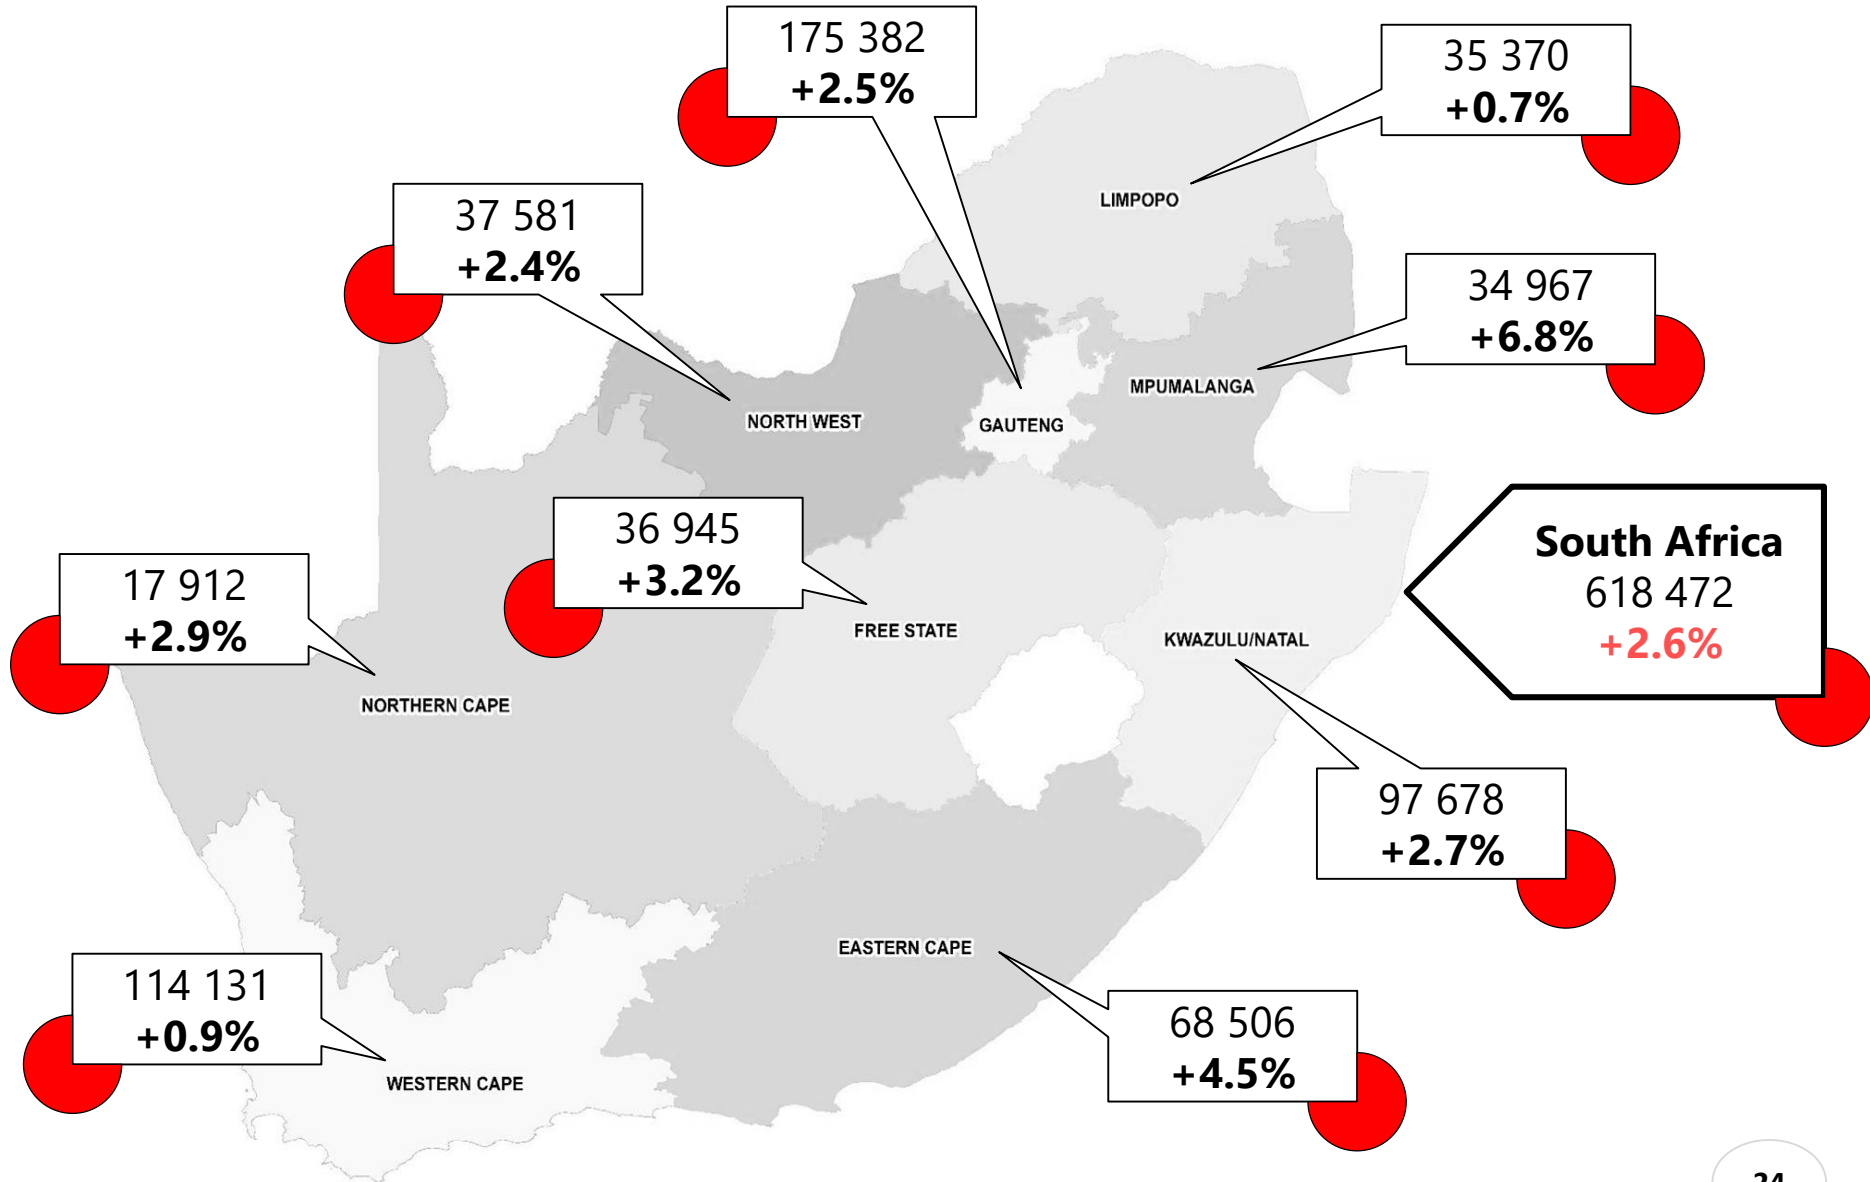 175 382
+2.5%
35 370
+0.7%
LIMPOPO
37 581
+2.4%
34 967
+6.8%
MPUMALANGA
NORTH WEST
GAUTENG
South Africa
618 472
+2.6%
36 945
+3.2%
17 912
+2.9%
FREE STATE
KWAZULU/NATAL
NORTHERN CAPE
97 678
+2.7%
EASTERN CAPE
114 131
+0.9%
68 506
+4.5%
WESTERN CAPE
24